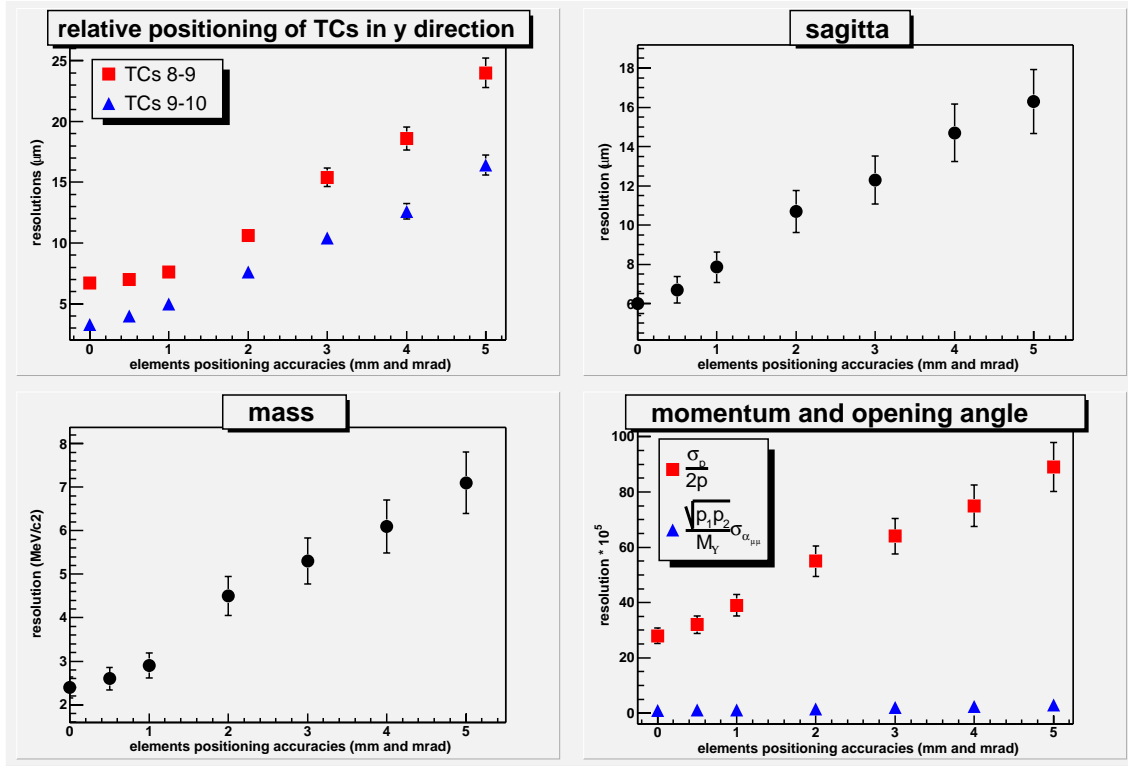 relative positioning of TCs in y direction
TCs 8-9
TCs 9-10
resolutions (μm)
25
20
15
10
5
0 1 2 3 4 5
elements positioning accuracies (mm and mrad)
sagitta
resolution (μm)
18
16
14
12
10
8
6
0 1 2 3 4 5
elements positioning accuracies (mm and mrad)
mass
resolution (MeV/c2)
8
7
6
5
4
3
2
0 1 2 3 4 5
elements positioning accuracies (mm and mrad)
momentum and opening angle
σp
2p
√p1p2
MΥ σαμμ
resolution * 10^5
100
80
60
40
20
0
0 1 2 3 4 5
elements positioning accuracies (mm and mrad)